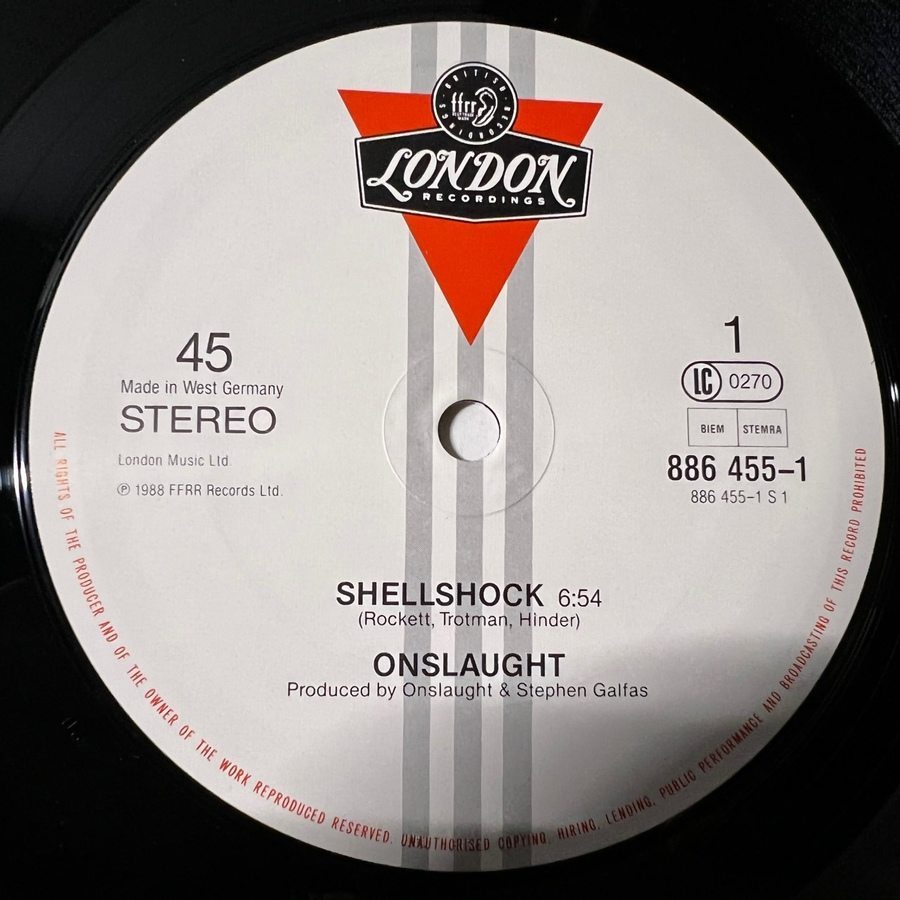 BRITISH RECORDINGS
ffrr
LONDON
RECORDINGS
45
Made in West Germany
STEREO
London Music Ltd.
℗ 1988 FFRR Records Ltd.
1
LC 0270
BIEM STEMRA
886 455-1
886 455-1 S 1
SHELLSHOCK 6:54
(Rockett, Trotman, Hinder)
ONSLAUGHT
Produced by Onslaught & Stephen Galfas
ALL RIGHTS OF THE PRODUCER AND OF THE OWNER OF THE WORK REPRODUCED RESERVED. UNAUTHORISED COPYING, HIRING, LENDING, PUBLIC PERFORMANCE AND BROADCASTING OF THIS RECORD PROHIBITED